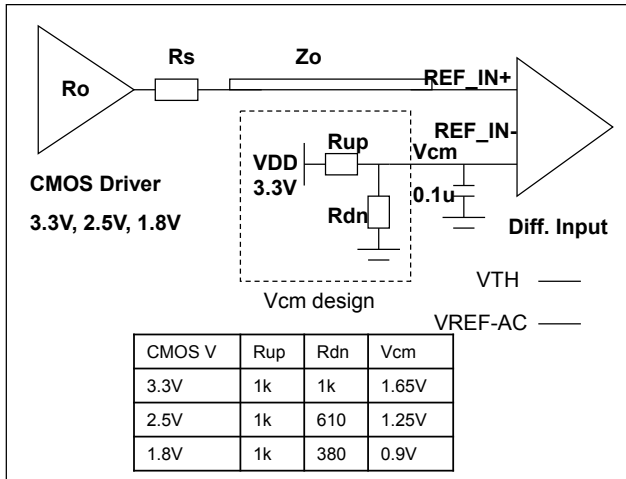 Ro
Rs
Zo
REF_IN+
REF_IN-
Rup
Vcm
VDD
3.3V
Rdn
0.1u
CMOS Driver
3.3V, 2.5V, 1.8V
Diff. Input
Vcm design
VTH
VREF-AC
CMOS V Rup Rdn Vcm
3.3V 1k 1k 1.65V
2.5V 1k 610 1.25V
1.8V 1k 380 0.9V